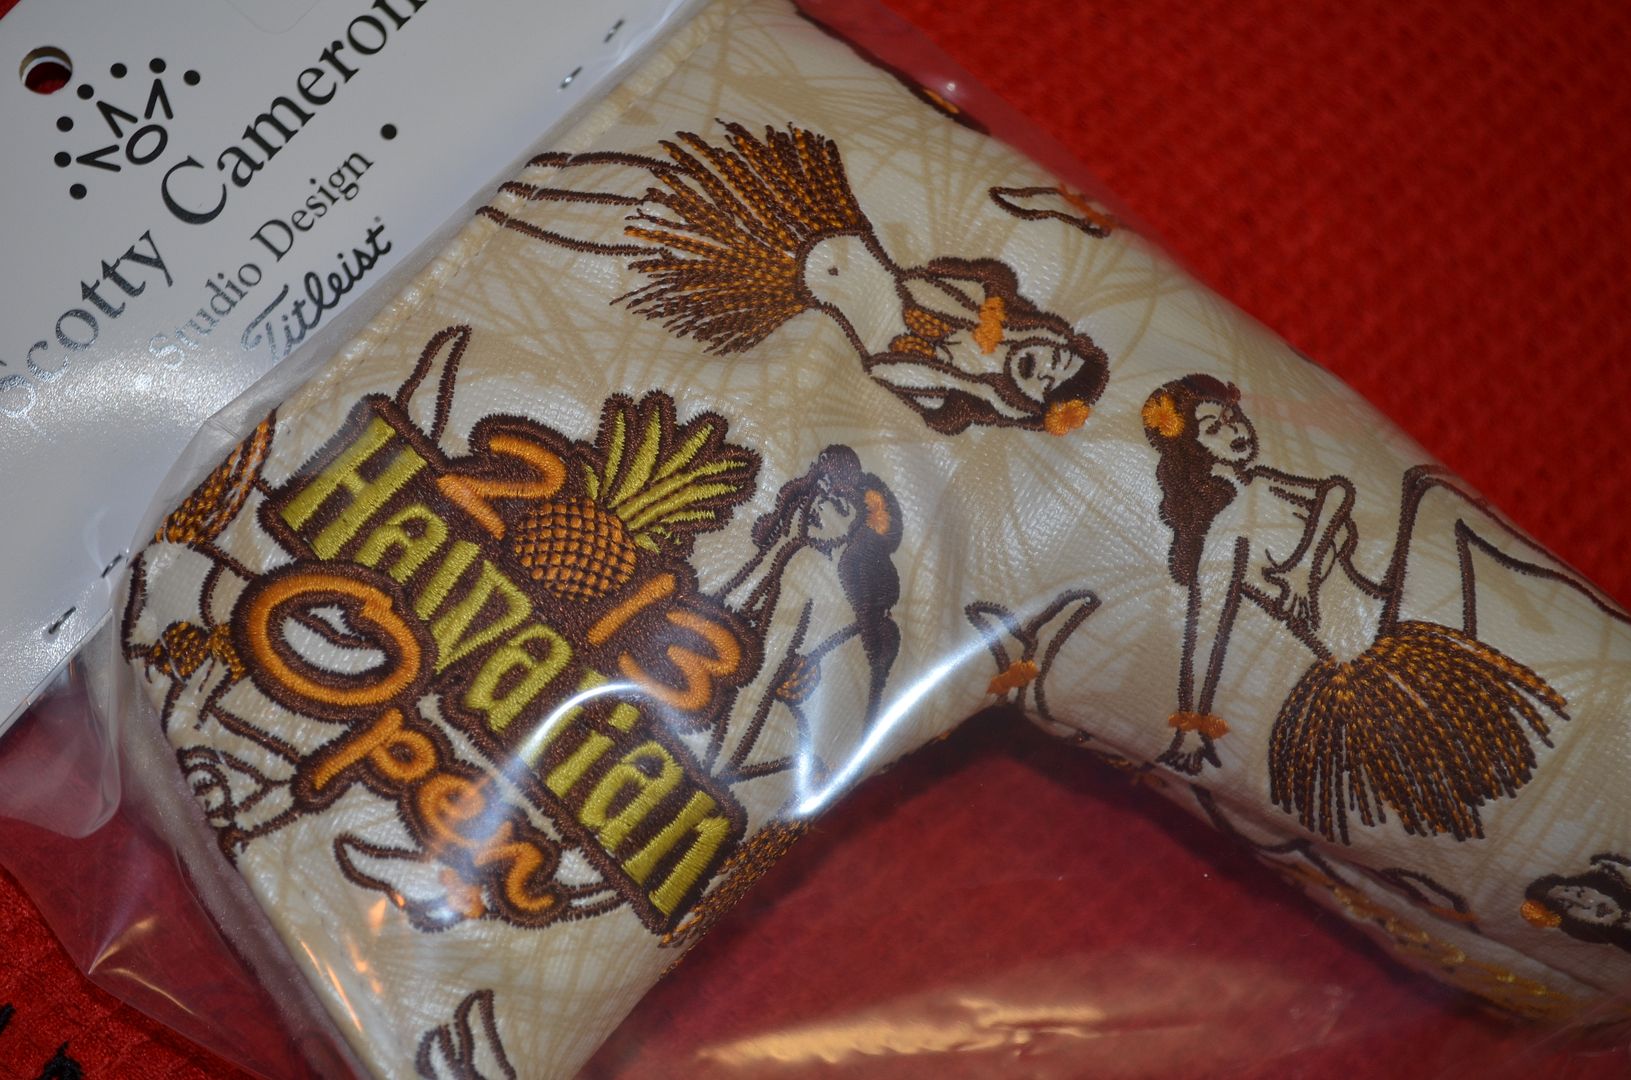 Scotty Cameron
• Studio Design •
Titleist®
2013
Hawaiian
Open